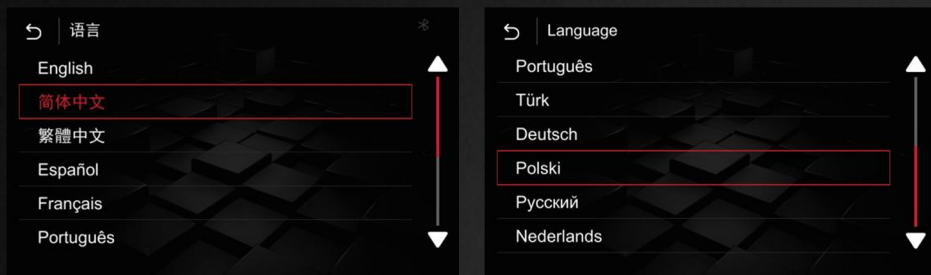 语言
English
简体中文
繁體中文
Español
Français
Português
Language
Português
Türk
Deutsch
Polski
Русский
Nederlands